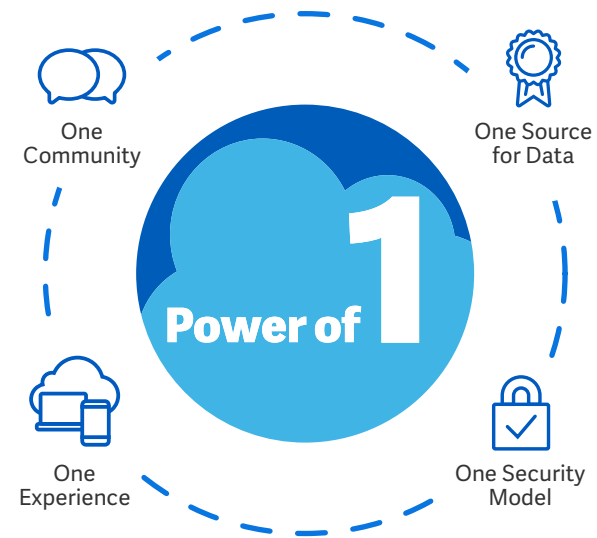 One
Community
One Source
for Data
Power of 1
One
Experience
One Security
Model